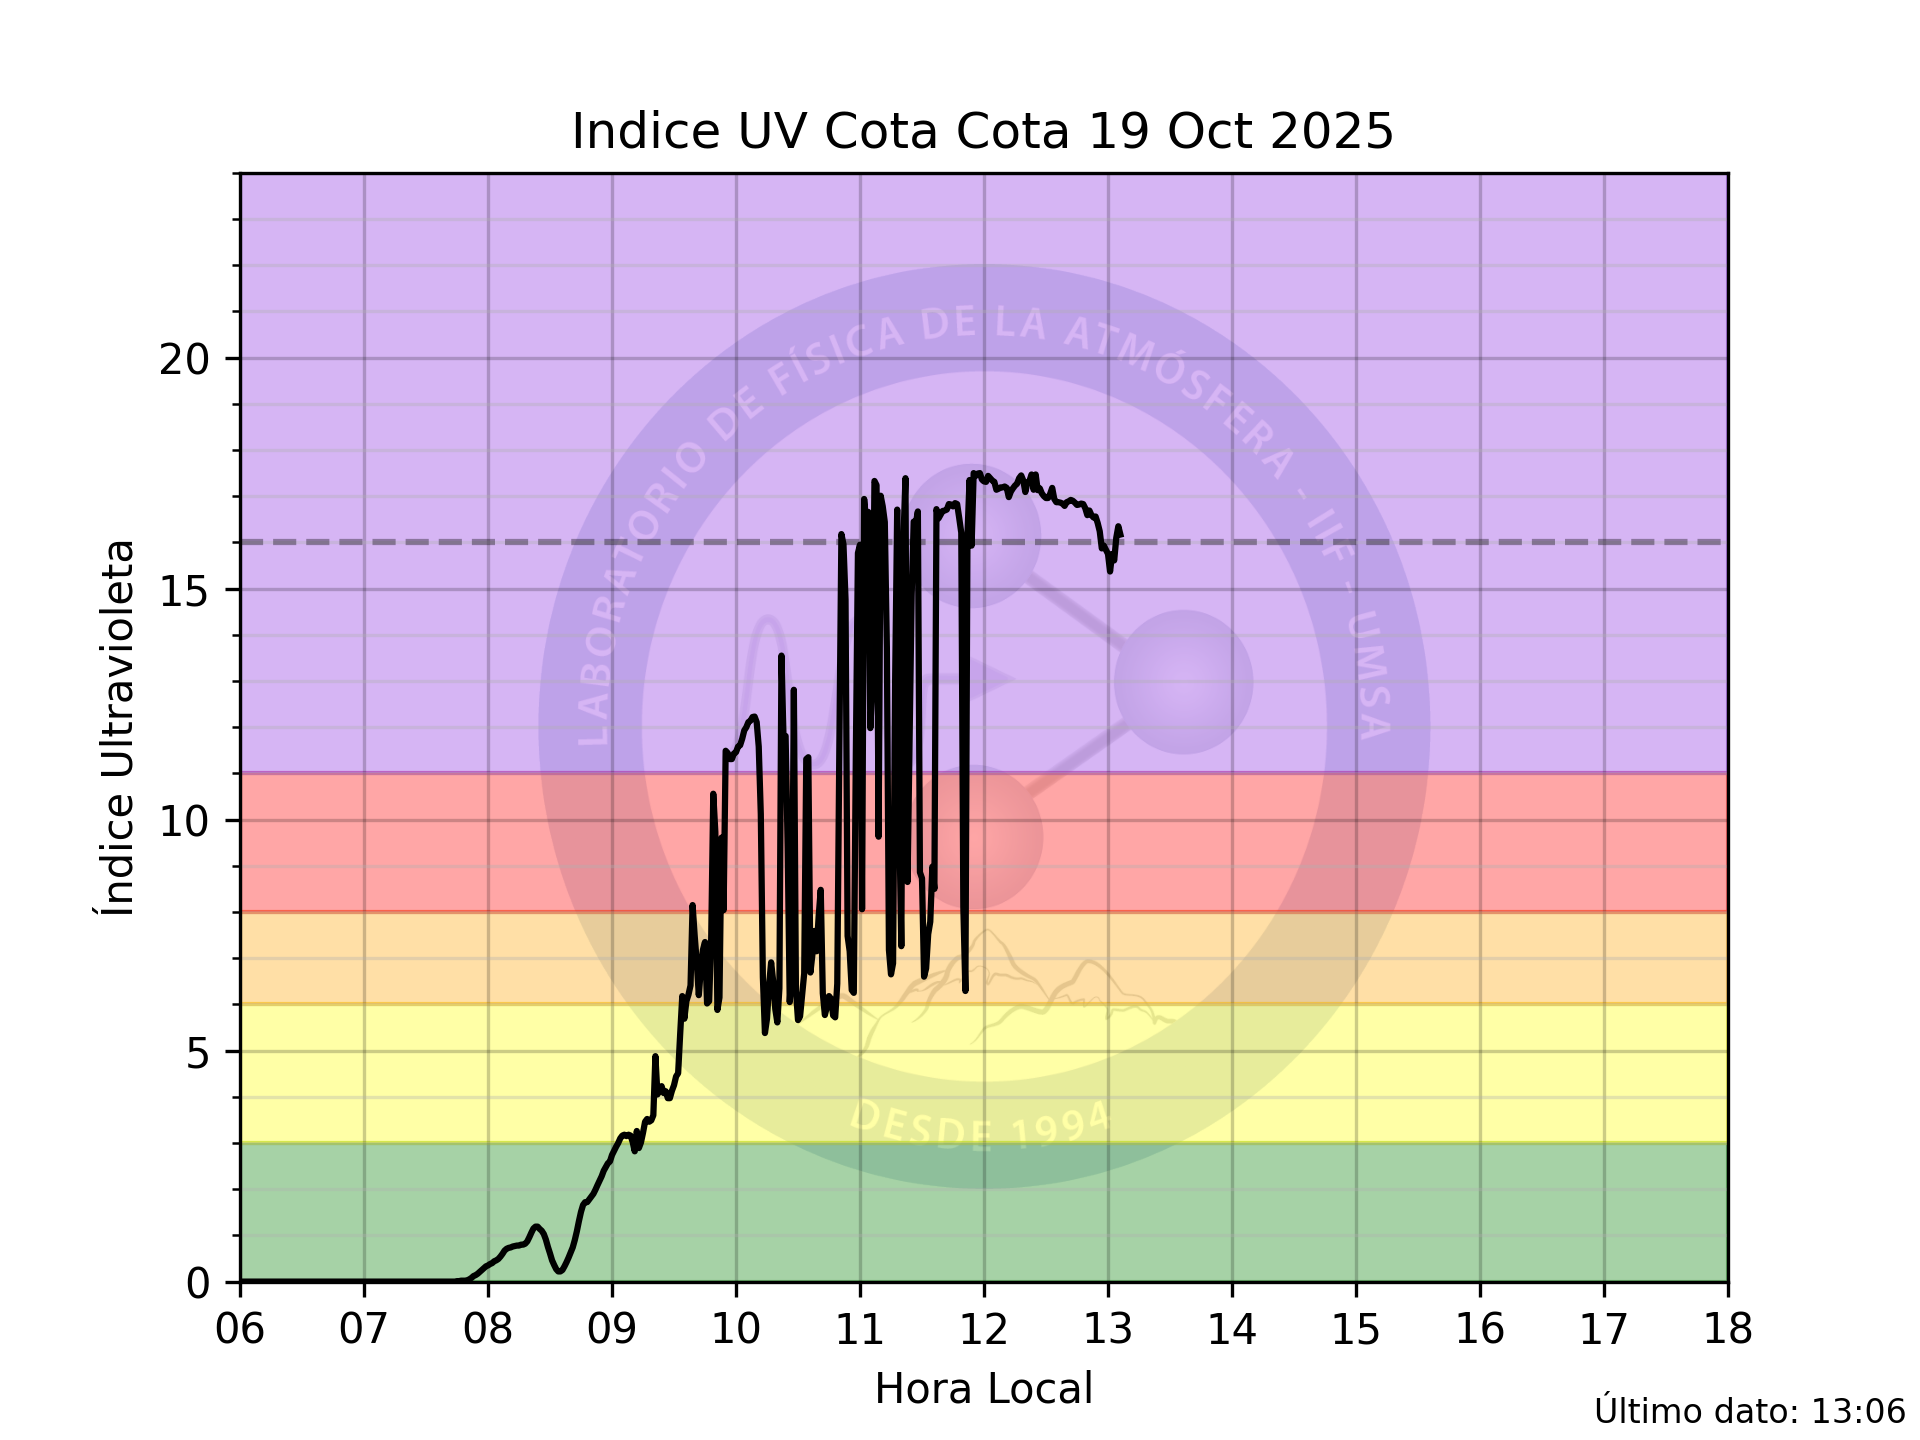 Indice UV Cota Cota 19 Oct 2025
LABORATORIO DE FÍSICA DE LA ATMÓSFERA - IIF - UMSA
DESDE 1994
Índice Ultravioleta
20
15
10
5
0
06 07 08 09 10 11 12 13 14 15 16 17 18
Hora Local
Último dato: 13:06